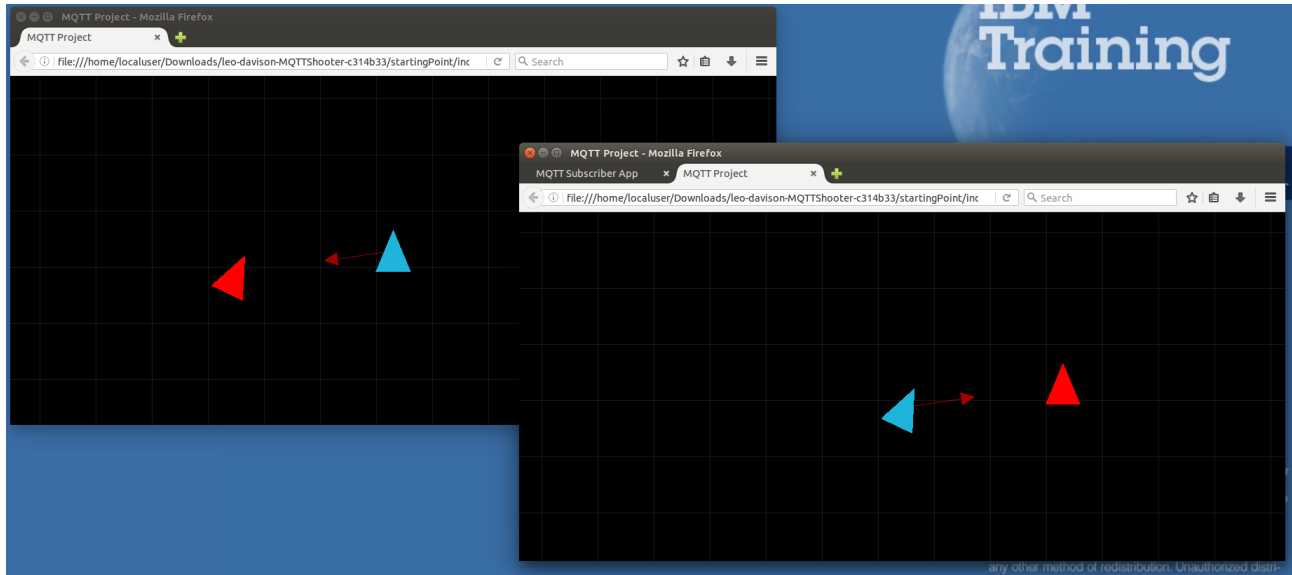 MQTT Project - Mozilla Firefox
MQTT Project
file:///home/localuser/Downloads/leo-davison-MQTTShooter-c314b33/startingPoint/inc
Search
IBM
Training
MQTT Project - Mozilla Firefox
MQTT Subscriber App
MQTT Project
file:///home/localuser/Downloads/leo-davison-MQTTShooter-c314b33/startingPoint/inc
Search
any other method of redistribution. Unauthorized distri-